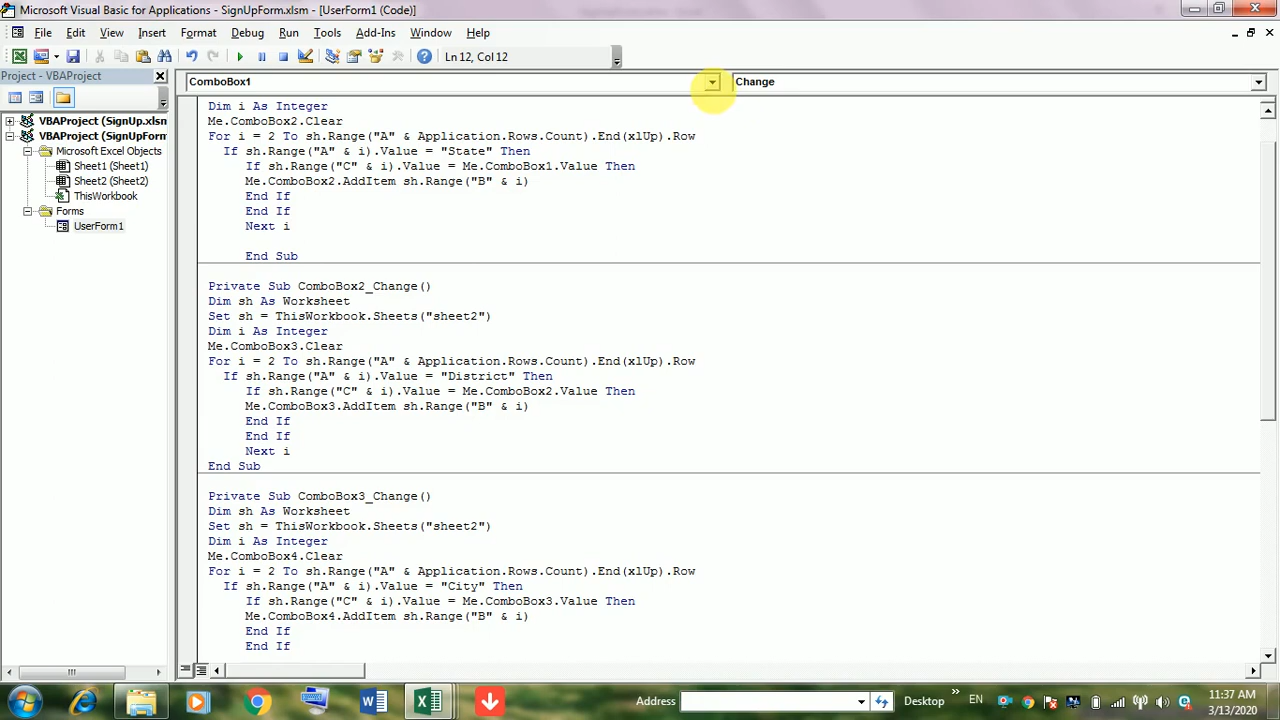 Microsoft Visual Basic for Applications - SignUpForm.xlsm - [UserForm1 (Code)]
File Edit View Insert Format Debug Run Tools Add-Ins Window Help
Ln 12, Col 12
Project - VBAProject
VBAProject (SignUp.xlsn
VBAProject (SignUpForm
Microsoft Excel Objects
Sheet1 (Sheet1)
Sheet2 (Sheet2)
ThisWorkbook
Forms
UserForm1
ComboBox1 Change
Dim i As Integer
Me.ComboBox2.Clear
For i = 2 To sh.Range("A" & Application.Rows.Count).End(xlUp).Row
If sh.Range("A" & i).Value = "State" Then
If sh.Range("C" & i).Value = Me.ComboBox1.Value Then
Me.ComboBox2.AddItem sh.Range("B" & i)
End If
End If
Next i
End Sub
Private Sub ComboBox2_Change()
Dim sh As Worksheet
Set sh = ThisWorkbook.Sheets("sheet2")
Dim i As Integer
Me.ComboBox3.Clear
For i = 2 To sh.Range("A" & Application.Rows.Count).End(xlUp).Row
If sh.Range("A" & i).Value = "District" Then
If sh.Range("C" & i).Value = Me.ComboBox2.Value Then
Me.ComboBox3.AddItem sh.Range("B" & i)
End If
End If
Next i
End Sub
Private Sub ComboBox3_Change()
Dim sh As Worksheet
Set sh = ThisWorkbook.Sheets("sheet2")
Dim i As Integer
Me.ComboBox4.Clear
For i = 2 To sh.Range("A" & Application.Rows.Count).End(xlUp).Row
If sh.Range("A" & i).Value = "City" Then
If sh.Range("C" & i).Value = Me.ComboBox3.Value Then
Me.ComboBox4.AddItem sh.Range("B" & i)
End If
End If
Address Desktop » EN 11:37 AM
3/13/2020